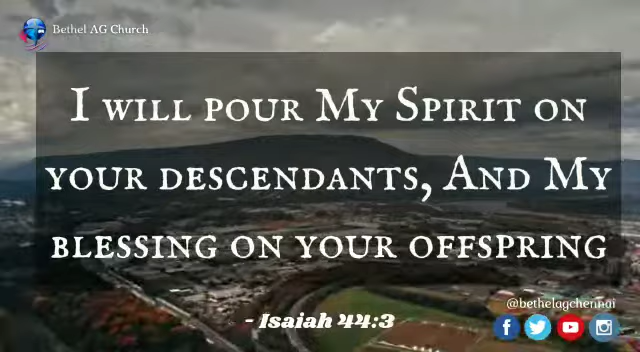 Bethel AG Church
I will pour My Spirit on
your descendants, And My
blessing on your offspring
- Isaiah 44:3
@bethelagchennai